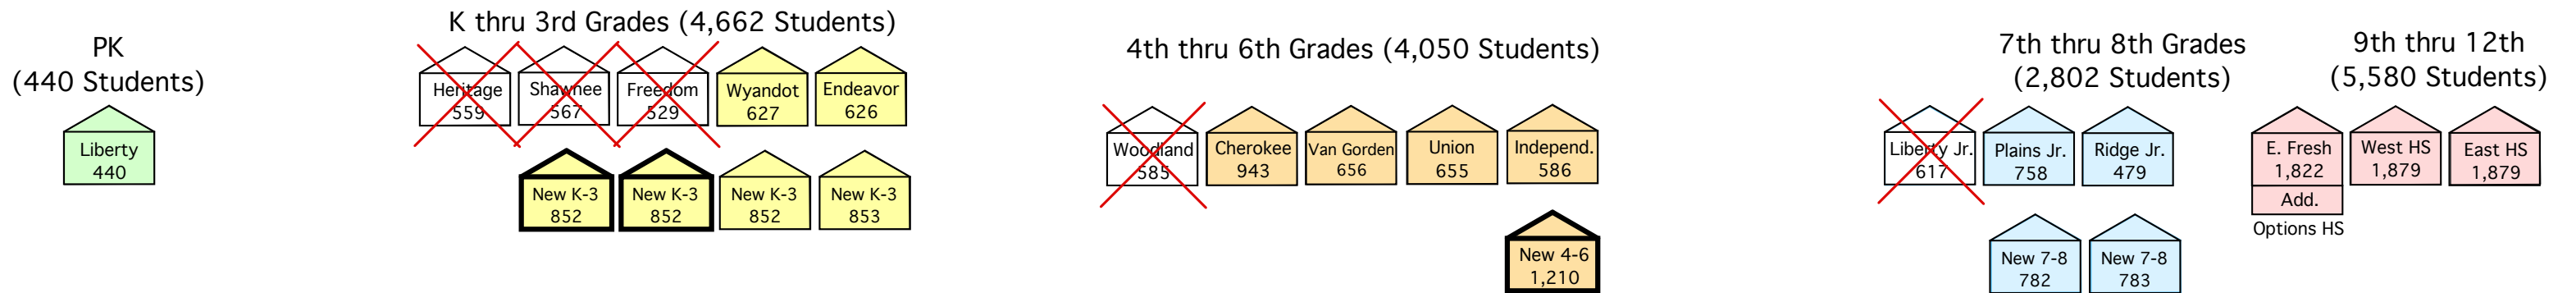 PK
(440 Students)
Liberty
440
K thru 3rd Grades (4,662 Students)
Heritage
559
Shawnee
567
Freedom
529
Wyandot
627
Endeavor
626
New K-3
852
New K-3
852
New K-3
852
New K-3
853
4th thru 6th Grades (4,050 Students)
Woodland
585
Cherokee
943
Van Gorden
656
Union
655
Independ.
586
New 4-6
1,210
7th thru 8th Grades
(2,802 Students)
Liberty Jr.
617
Plains Jr.
758
Ridge Jr.
479
New 7-8
782
New 7-8
783
9th thru 12th
(5,580 Students)
E. Fresh
1,822
Add.
Options HS
West HS
1,879
East HS
1,879